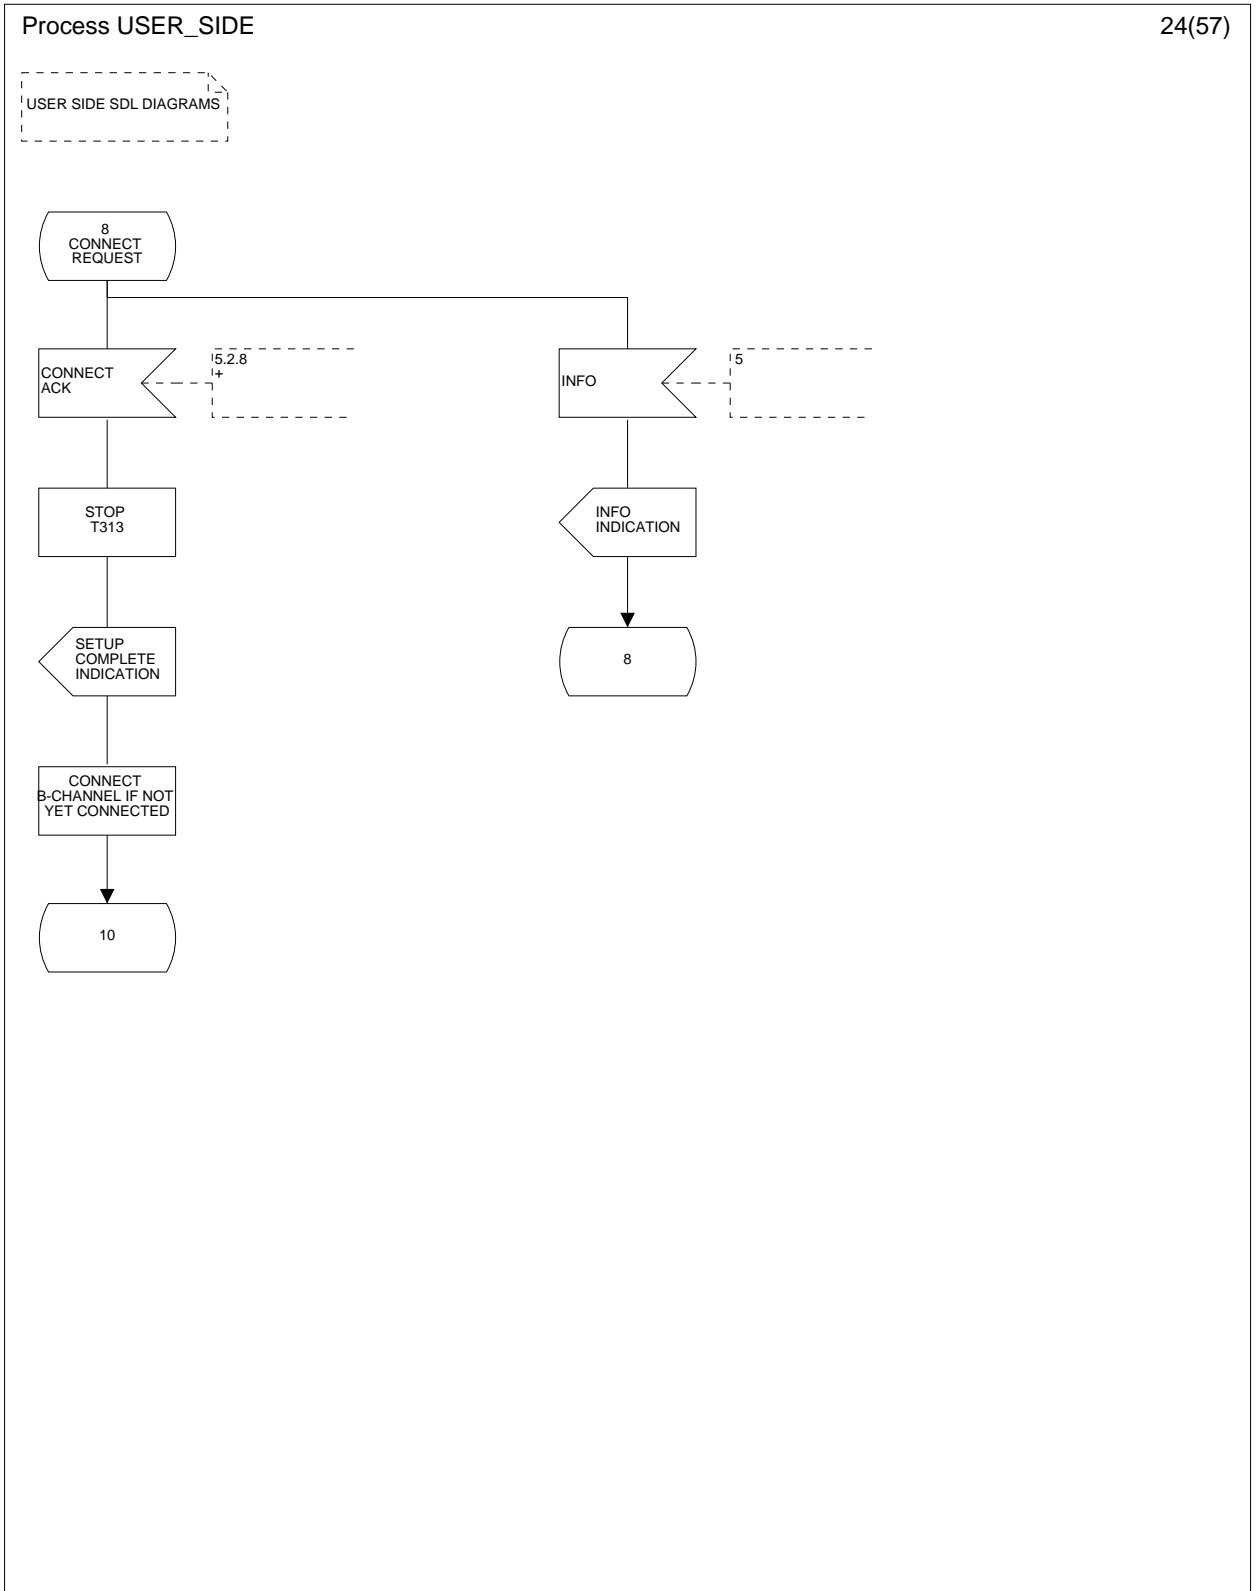 Process USER_SIDE
24(57)
USER SIDE SDL DIAGRAMS
8
CONNECT
REQUEST
CONNECT
ACK
5.2.8
+
INFO
5
STOP
T313
INFO
INDICATION
SETUP
COMPLETE
INDICATION
8
CONNECT
B-CHANNEL IF NOT
YET CONNECTED
10